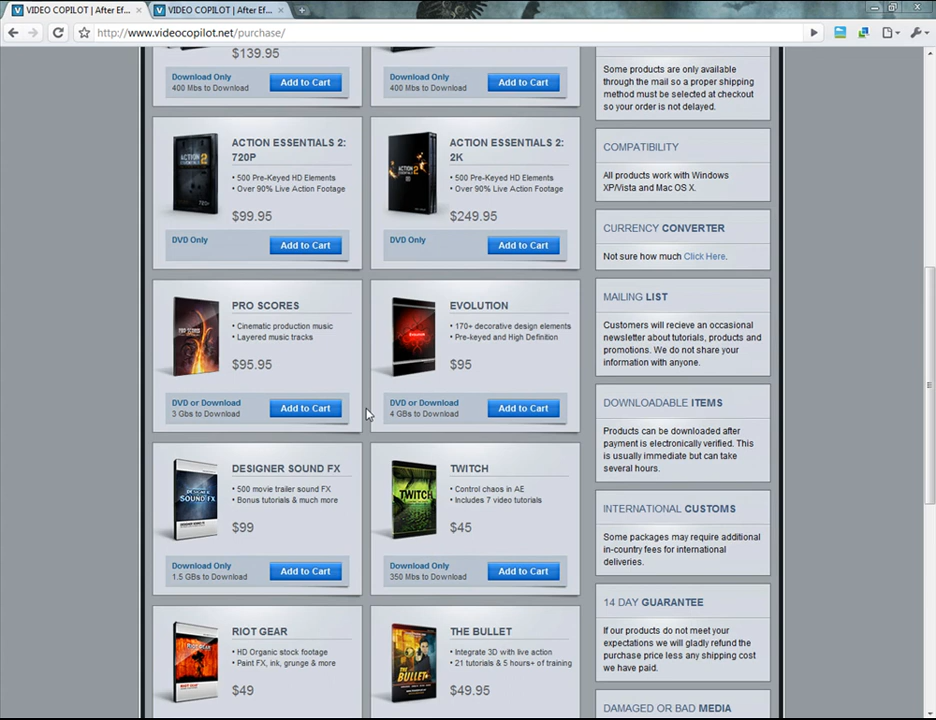 VIDEO COPILOT | After Ef...
VIDEO COPILOT | After Ef...
http://www.videocopilot.net/purchase/
$139.95
Download Only
400 Mbs to Download
Add to Cart
Download Only
400 Mbs to Download
Add to Cart
ACTION ESSENTIALS 2:
720P
• 500 Pre-Keyed HD Elements
• Over 90% Live Action Footage
$99.95
DVD Only
Add to Cart
ACTION ESSENTIALS 2:
2K
• 500 Pre-Keyed HD Elements
• Over 90% Live Action Footage
$249.95
DVD Only
Add to Cart
PRO SCORES
• Cinematic production music
• Layered music tracks
$95.95
DVD or Download
3 Gbs to Download
Add to Cart
EVOLUTION
• 170+ decorative design elements
• Pre-keyed and High Definition
$95
DVD or Download
4 GBs to Download
Add to Cart
DESIGNER SOUND FX
• 500 movie trailer sound FX
• Bonus tutorials & much more
$99
Download Only
1.5 GBs to Download
Add to Cart
TWITCH
TWITCH
• Control chaos in AE
• Includes 7 video tutorials
$45
Download Only
350 Mbs to Download
Add to Cart
RIOT GEAR
• HD Organic stock footage
• Paint FX, ink, grunge & more
$49
THE BULLET
THE BULLET
• Integrate 3D with live action
• 21 tutorials & 5 hours+ of training
$49.95
Some products are only available
through the mail so a proper shipping
method must be selected at checkout
so your order is not delayed.
COMPATIBILITY
All products work with Windows
XP/Vista and Mac OS X.
CURRENCY CONVERTER
Not sure how much Click Here.
MAILING LIST
Customers will recieve an occasional
newsletter about tutorials, products and
promotions. We do not share your
information with anyone.
DOWNLOADABLE ITEMS
Products can be downloaded after
payment is electronically verified. This
is usually immediate but can take
several hours.
INTERNATIONAL CUSTOMS
Some packages may require additional
in-country fees for international
deliveries.
14 DAY GUARANTEE
If our products do not meet your
expectations we will gladly refund the
purchase price less any shipping cost
we have paid.
DAMAGED OR BAD MEDIA